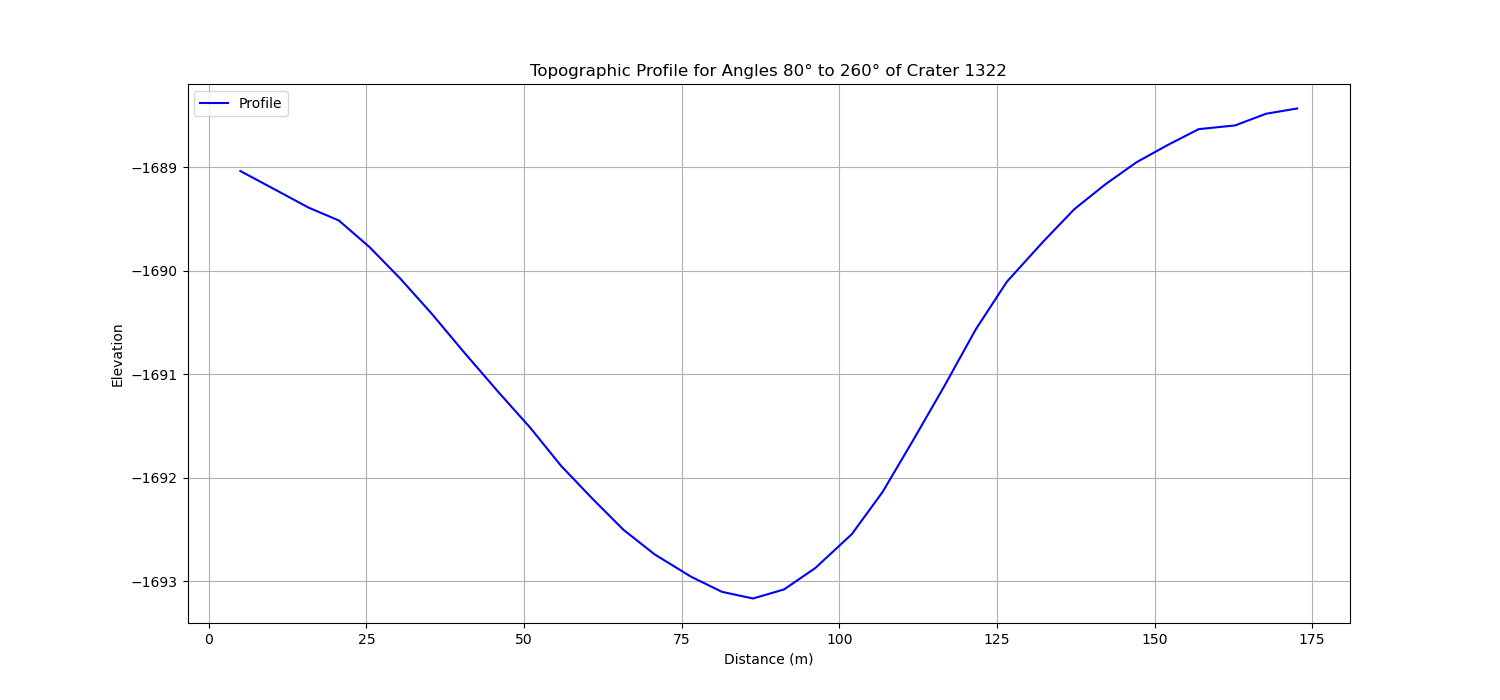 Topographic Profile for Angles 80° to 260° of Crater 1322
Profile
−1689
−1690
−1691
−1692
−1693
Elevation
0 25 50 75 100 125 150 175
Distance (m)